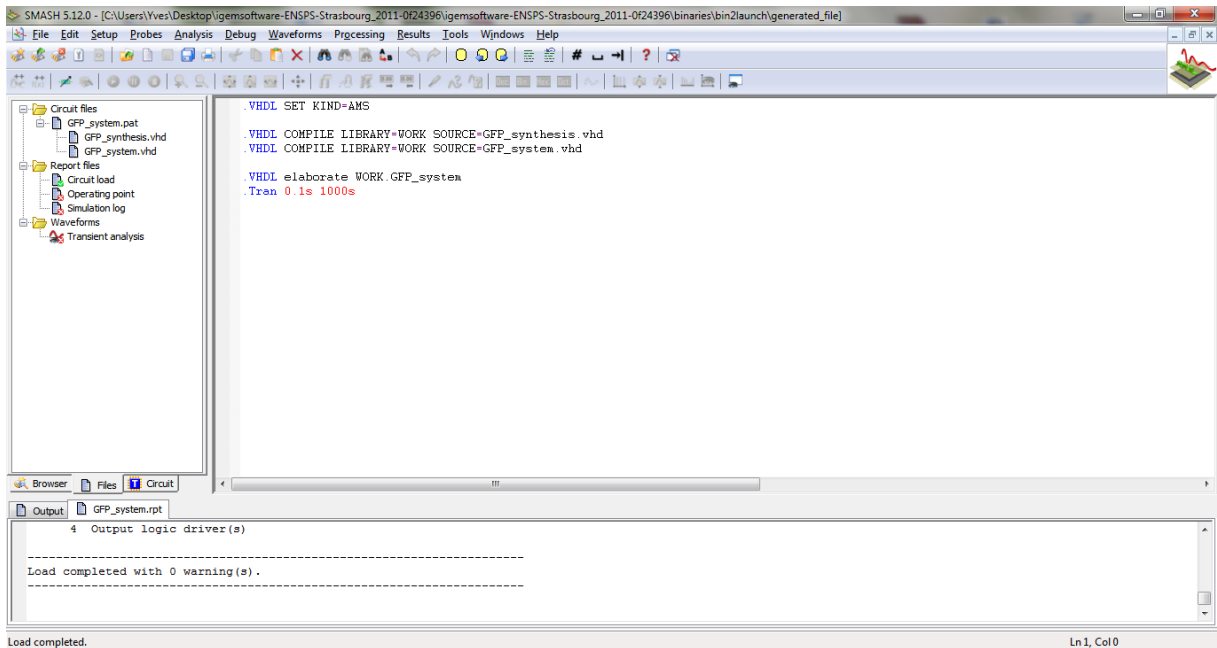 SMASH 5.12.0 - [C:\Users\Yves\Desktop\igemsoftware-ENSPS-Strasbourg_2011-0f24396\igemsoftware-ENSPS-Strasbourg_2011-0f24396\binaries\bin2launch\generated_file]
File Edit Setup Probes Analysis Debug Waveforms Processing Results Tools Windows Help
Circuit files
GFP_system.pat
GFP_synthesis.vhd
GFP_system.vhd
Report files
Circuit load
Operating point
Simulation log
Waveforms
Transient analysis
.VHDL SET KIND=AMS
.VHDL COMPILE LIBRARY=WORK SOURCE=GFP_synthesis.vhd
.VHDL COMPILE LIBRARY=WORK SOURCE=GFP_system.vhd
.VHDL elaborate WORK.GFP_system
.Tran 0.1s 1000s
Browser Files Circuit
Output GFP_system.rpt
4 Output logic driver(s)
----------------------------------------------------------------------
Load completed with 0 warning(s).
----------------------------------------------------------------------
Load completed. Ln 1, Col 0